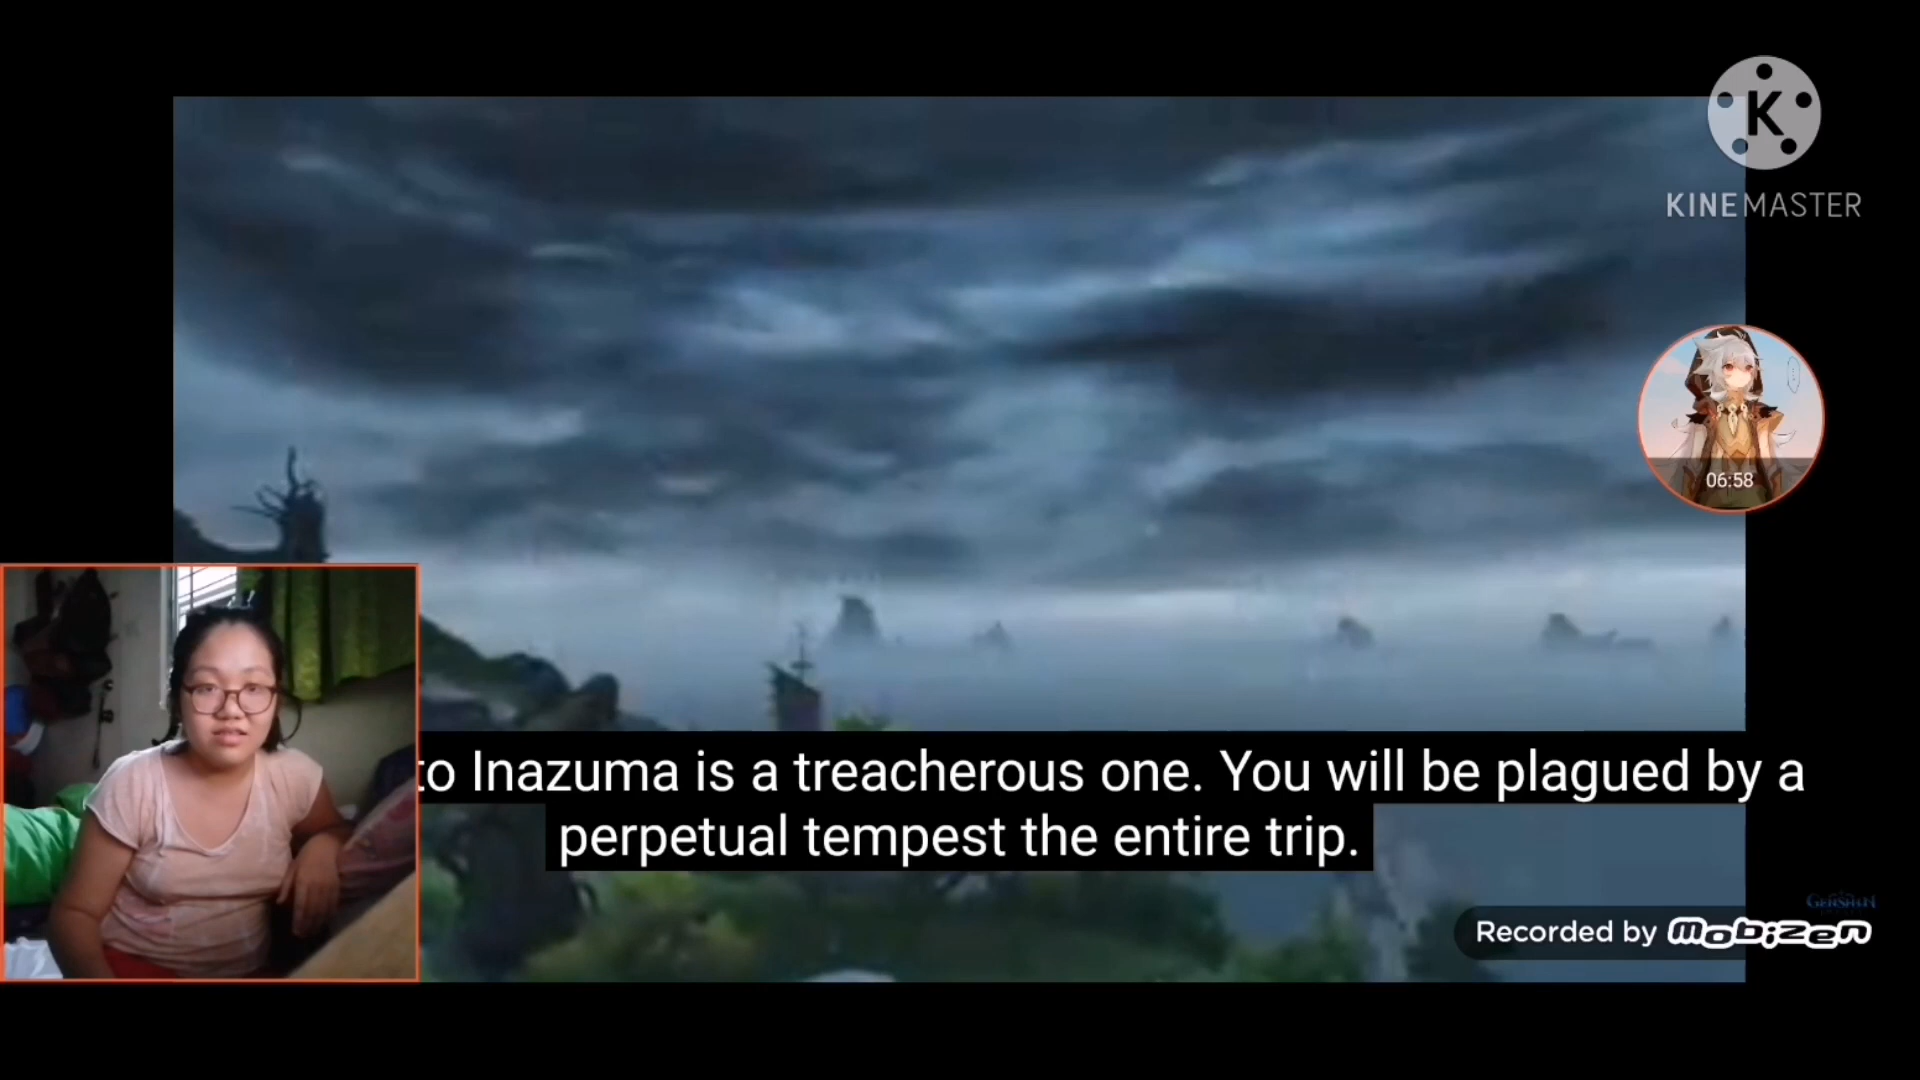 K
KINEMASTER
06:58
to Inazuma is a treacherous one. You will be plagued by a
perpetual tempest the entire trip.
GENSHIN
Recorded by mobizen